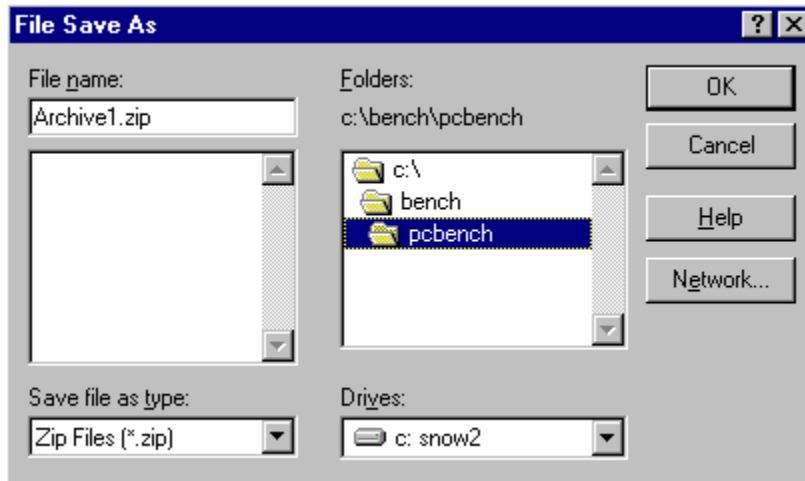 File Save As
File name:
Archive1.zip
Save file as type:
Zip Files (*.zip)
Folders:
c:\bench\pcbench
c:\
bench
pcbench
Drives:
c: snow2
OK
Cancel
Help
Network...